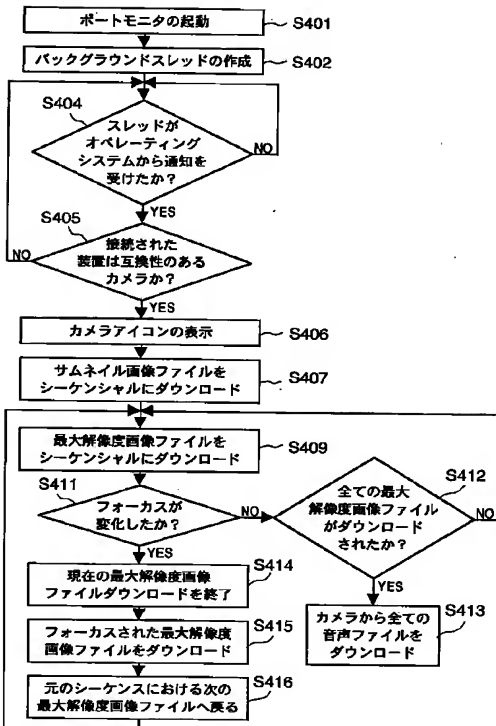 ポートモニタの起動
S401
バックグラウンドスレッドの作成
S402
S404
スレッドが
オペレーティング
システムから通知を
受けたか？
NO
YES
S405
接続された
装置は互換性のある
カメラか？
NO
YES
カメラアイコンの表示
S406
サムネイル画像ファイルを
シーケンシャルにダウンロード
S407
最大解像度画像ファイルを
シーケンシャルにダウンロード
S409
S411
フォーカスが
変化したか？
NO
YES
S412
全ての最大
解像度画像ファイル
がダウンロード
されたか？
NO
YES
カメラから全ての
音声ファイルを
ダウンロード
S413
現在の最大解像度画像
ファイルダウンロードを終了
S414
フォーカスされた最大解像度
画像ファイルをダウンロード
S415
元のシーケンスにおける次の
最大解像度画像ファイルへ戻る
S416